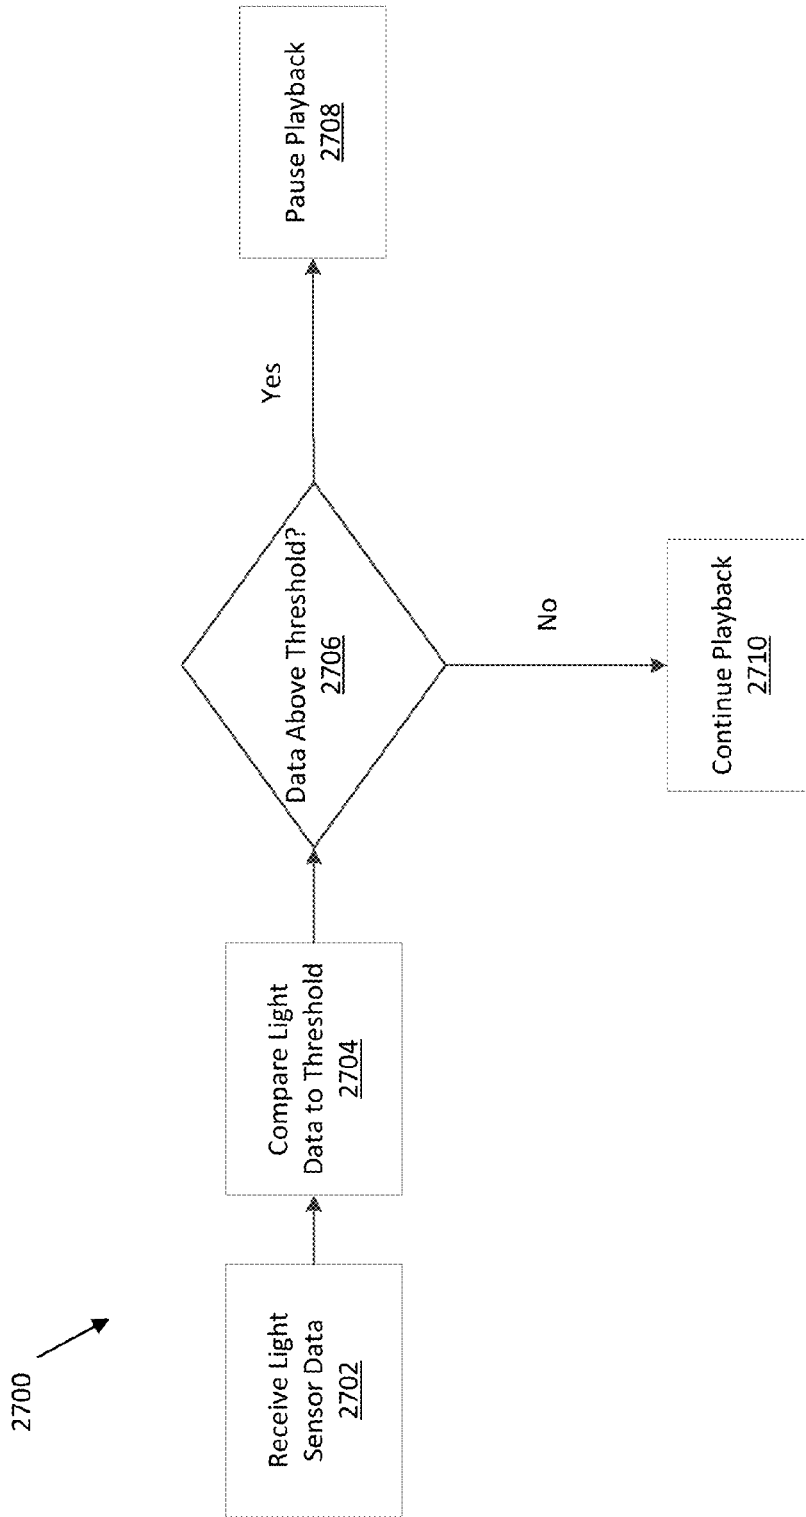 2700
Receive Light
Sensor Data
2702
Compare Light
Data to Threshold
2704
Data Above Threshold?
2706
Yes
Pause Playback
2708
No
Continue Playback
2710